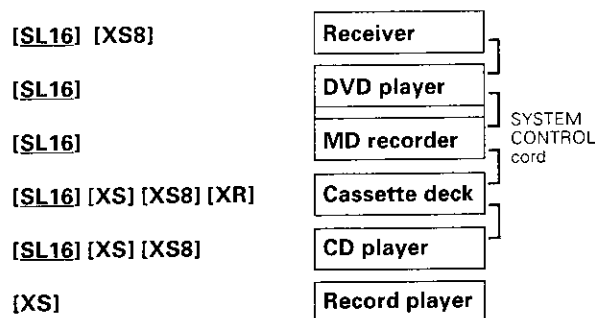 [SL16] [XS8] Receiver
[SL16] DVD player
SYSTEM
[SL16] MD recorder CONTROL
cord
[SL16] [XS] [XS8] [XR] Cassette deck
[SL16] [XS] [XS8] CD player
[XS] Record player